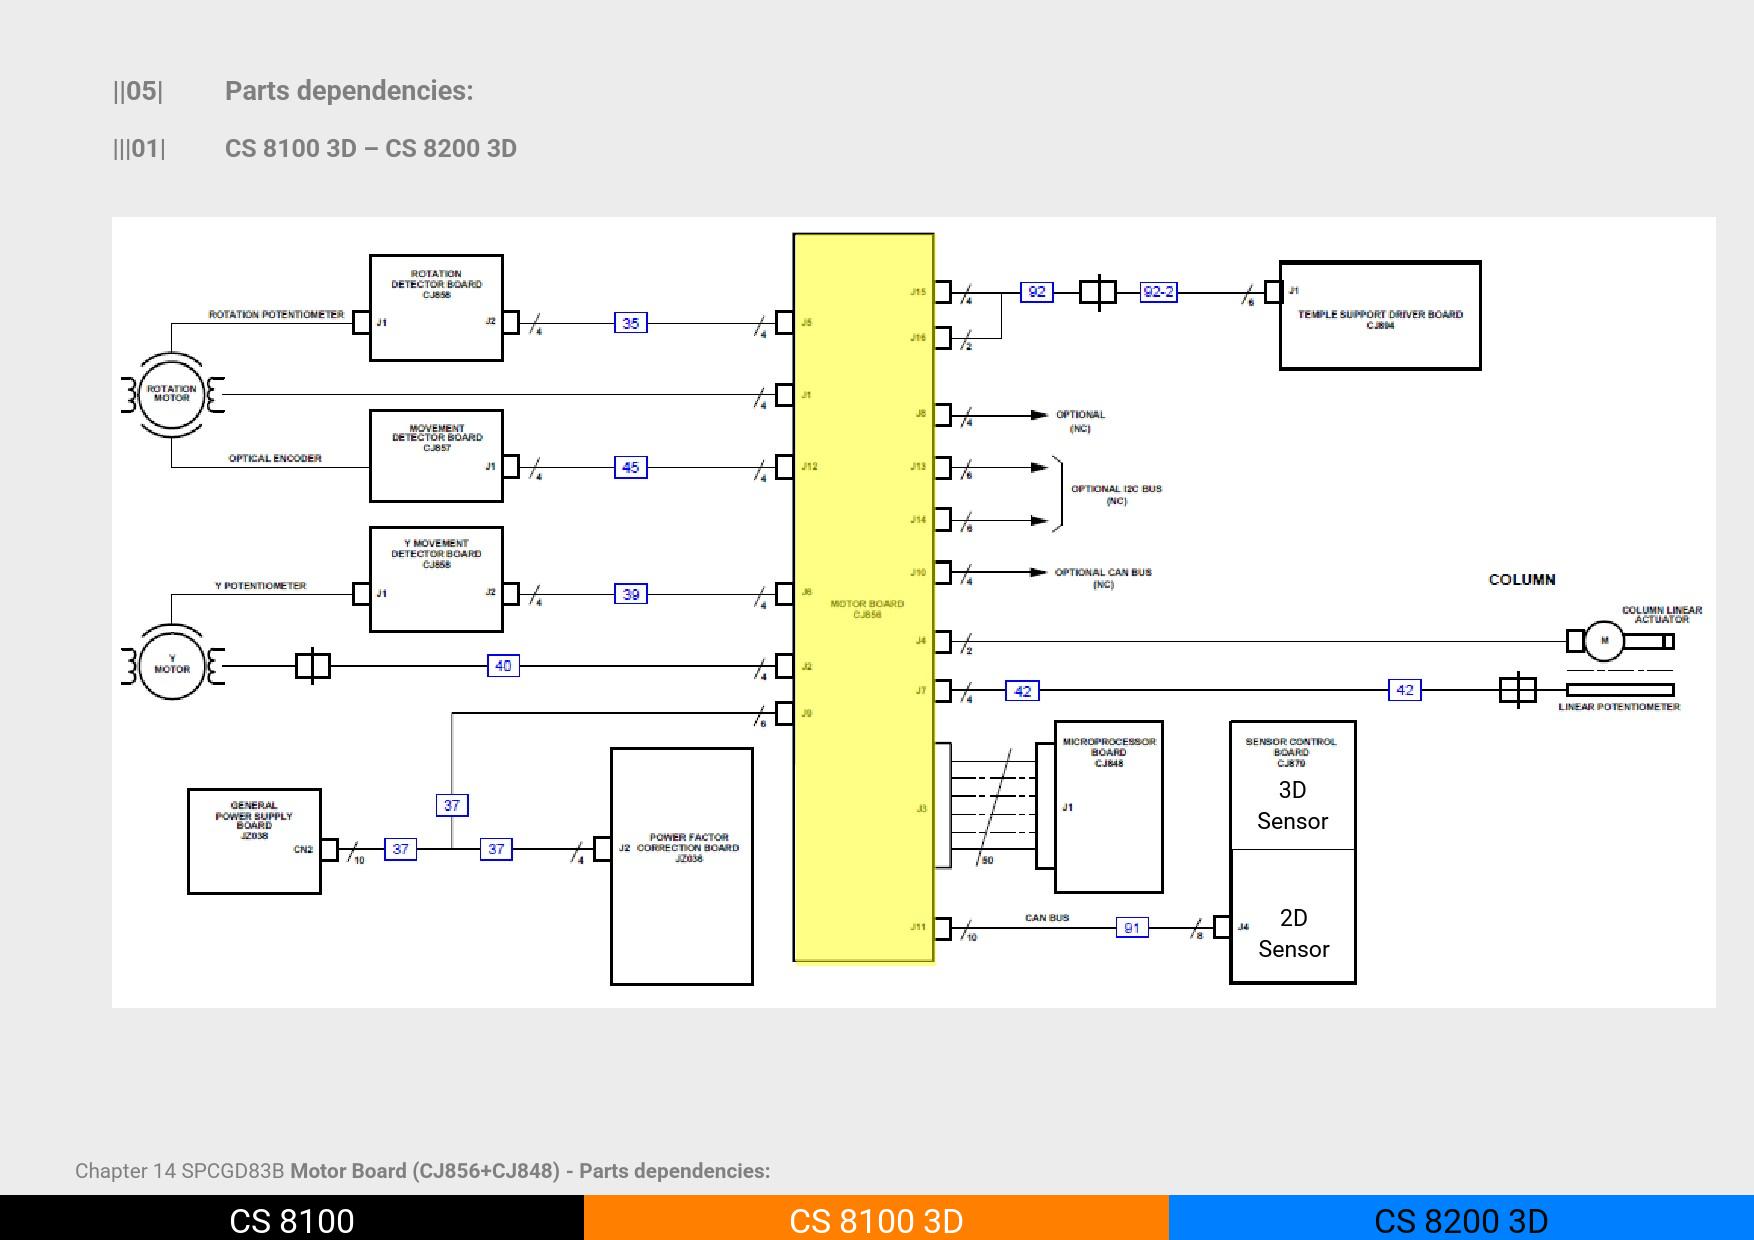 ||05| Parts dependencies:
|||01| CS 8100 3D – CS 8200 3D
ROTATION
DETECTOR BOARD
CJ858
ROTATION POTENTIOMETER
J1
J2
4
35
4
J5
ROTATION
MOTOR
4
J1
MOVEMENT
DETECTOR BOARD
CJ857
OPTICAL ENCODER
J1
4
45
4
J12
Y MOVEMENT
DETECTOR BOARD
CJ858
Y POTENTIOMETER
J1
J2
4
39
4
J6
Y
MOTOR
40
4
J2
6
J9
37
GENERAL
POWER SUPPLY
BOARD
JZ038
CN2
10
37
37
4
J2
POWER FACTOR
CORRECTION BOARD
JZ036
MOTOR BOARD
CJ856
J15
4
92
92-2
6
J1
TEMPLE SUPPORT DRIVER BOARD
CJ894
J16
2
J8
4
OPTIONAL
(NC)
J13
6
OPTIONAL I2C BUS
(NC)
J14
6
J10
4
OPTIONAL CAN BUS
(NC)
COLUMN
COLUMN LINEAR
ACTUATOR
J4
2
M
J7
4
42
42
LINEAR POTENTIOMETER
J3
50
MICROPROCESSOR
BOARD
CJ848
J1
SENSOR CONTROL
BOARD
CJ879
3D
Sensor
2D
Sensor
J11
10
CAN BUS
91
8
J4
Chapter 14 SPCGD83B Motor Board (CJ856+CJ848) - Parts dependencies:
CS 8100
CS 8100 3D
CS 8200 3D